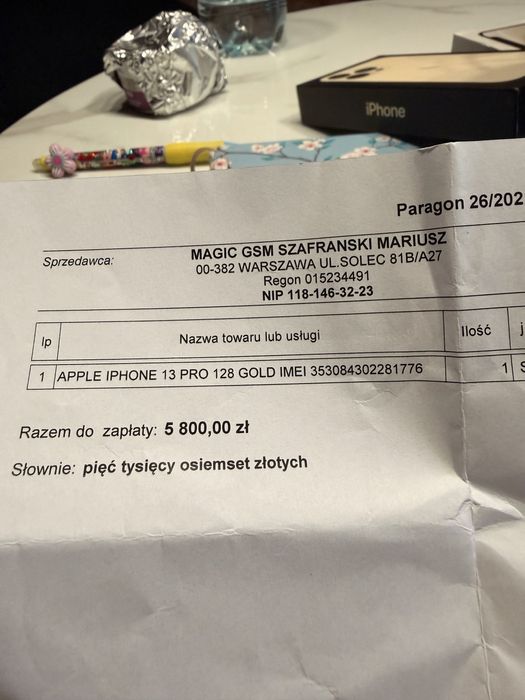 iPhone
Paragon 26/202
Sprzedawca:
MAGIC GSM SZAFRANSKI MARIUSZ
00-382 WARSZAWA UL.SOLEC 81B/A27
Regon 015234491
NIP 118-146-32-23
lp Nazwa towaru lub usługi Ilość j
1 APPLE IPHONE 13 PRO 128 GOLD IMEI 353084302281776 1 S
Razem do zapłaty: 5 800,00 zł
Słownie: pięć tysięcy osiemset złotych